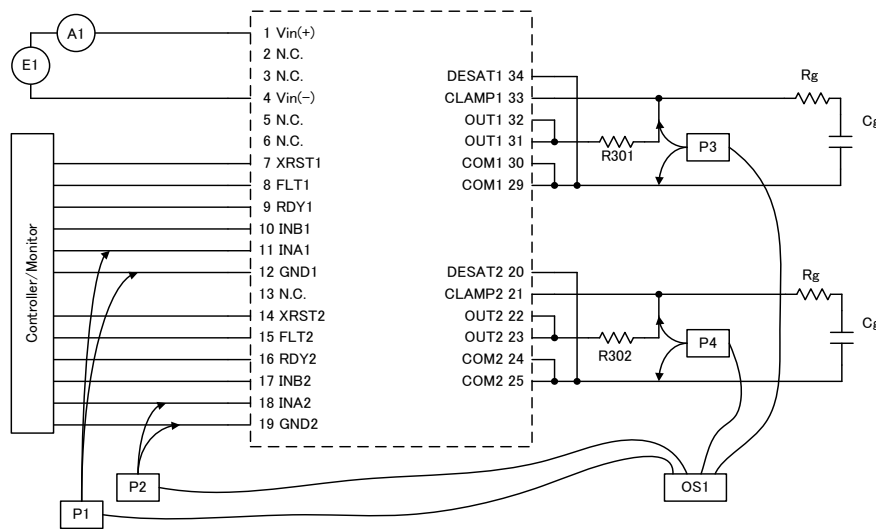 A1
E1
1 Vin(+)
2 N.C.
3 N.C.
4 Vin(-)
5 N.C.
6 N.C.
7 XRST1
8 FLT1
9 RDY1
10 INB1
11 INA1
12 GND1
13 N.C.
14 XRST2
15 FLT2
16 RDY2
17 INB2
18 INA2
19 GND2
Controller/Monitor
DESAT1 34
CLAMP1 33
OUT1 32
OUT1 31
COM1 30
COM1 29
R301
P3
Rg
Cg
DESAT2 20
CLAMP2 21
OUT2 22
OUT2 23
COM2 24
COM2 25
R302
P4
Rg
Cg
P2
P1
OS1